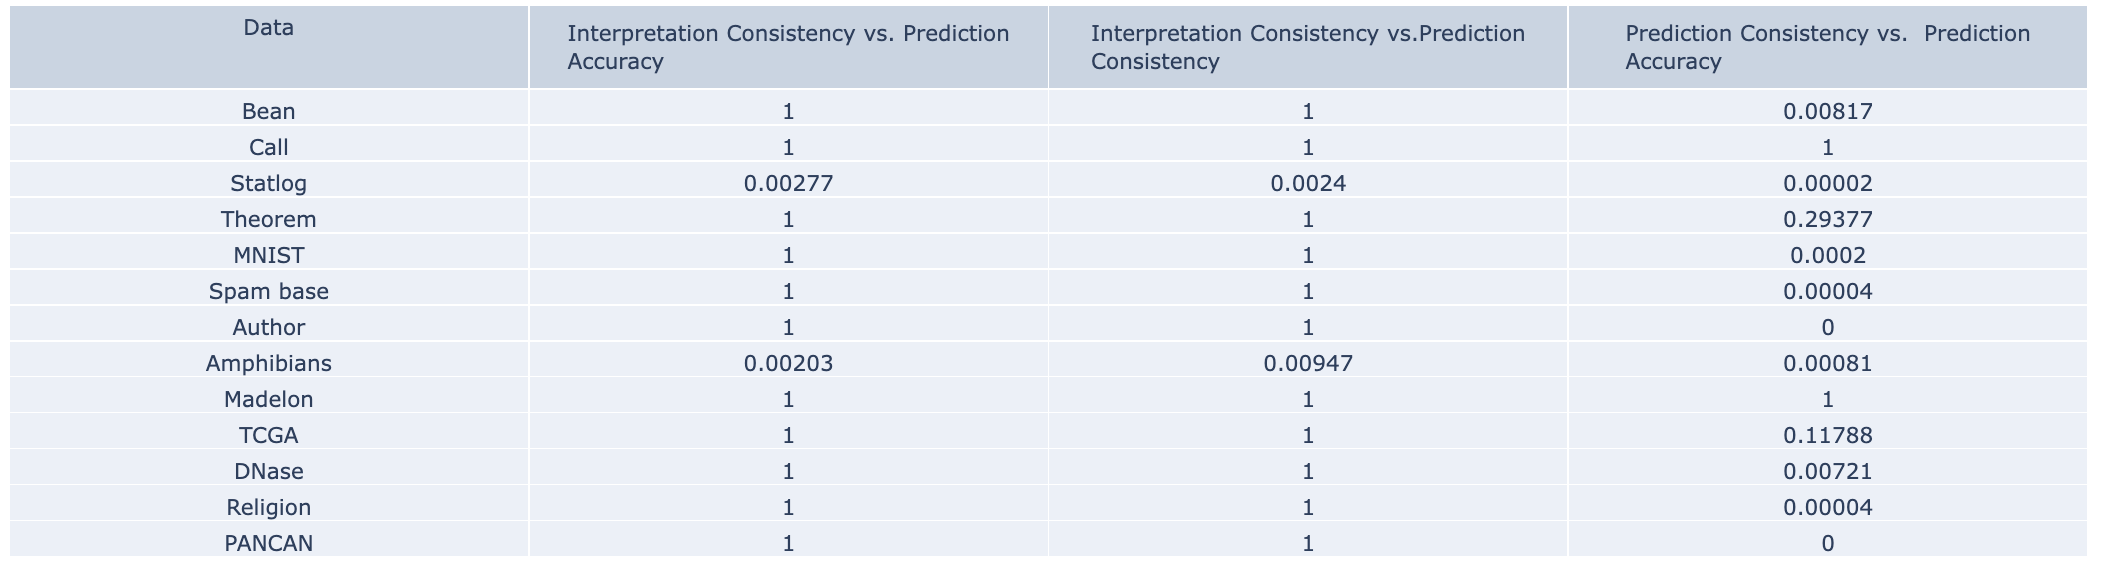 Data Interpretation Consistency vs. Prediction Accuracy Interpretation Consistency vs.Prediction Consistency Prediction Consistency vs. Prediction Accuracy
Bean 1 1 0.00817
Call 1 1 1
Statlog 0.00277 0.0024 0.00002
Theorem 1 1 0.29377
MNIST 1 1 0.0002
Spam base 1 1 0.00004
Author 1 1 0
Amphibians 0.00203 0.00947 0.00081
Madelon 1 1 1
TCGA 1 1 0.11788
DNase 1 1 0.00721
Religion 1 1 0.00004
PANCAN 1 1 0